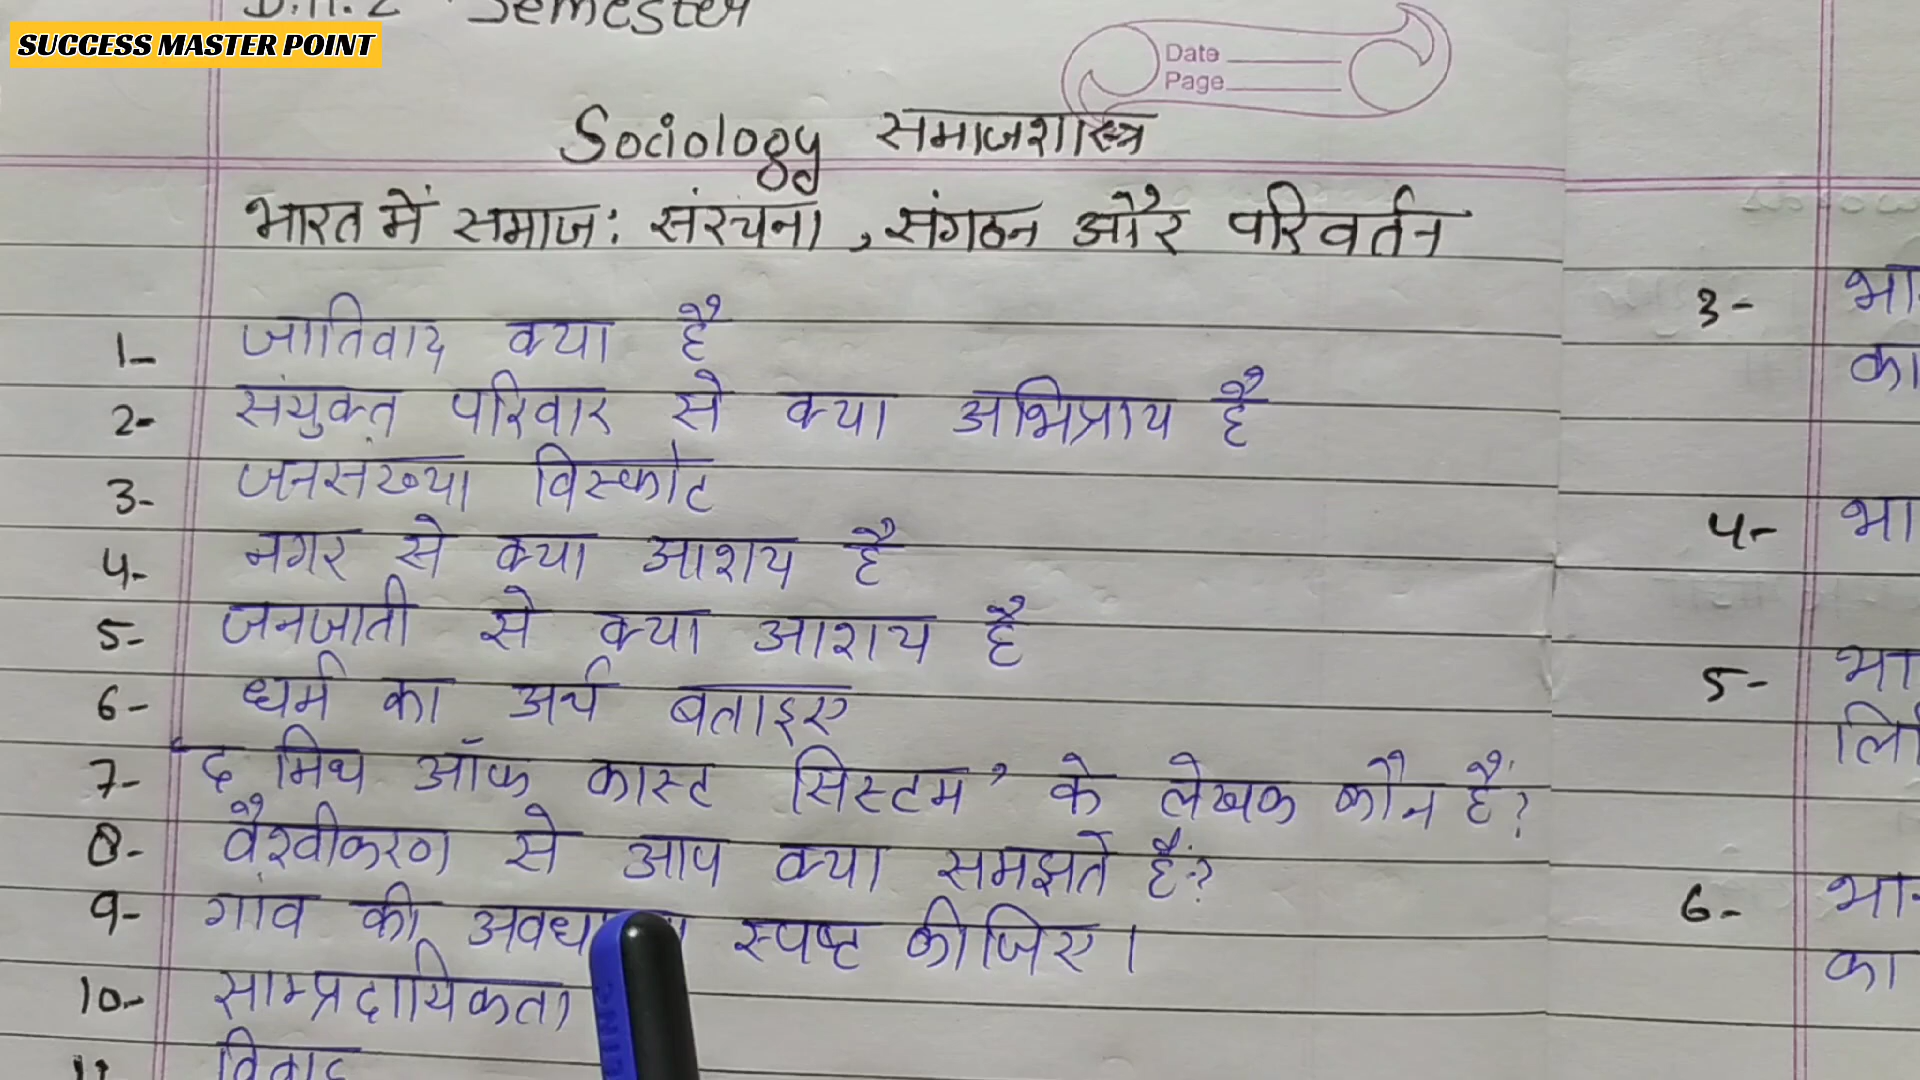 Semester
SUCCESS MASTER POINT
Date
Page
Sociology समाजशास्त्र
भारत में समाज: संरचना, संगठन और परिवर्तन
1- जातिवाद क्या है
2- संयुक्त परिवार से क्या अभिप्राय है
3- जनसंख्या विस्फोट
4- नगर से क्या आशय है
5- जनजाती से क्या आशय है
6- धर्म का अर्थ बताइए
7- 'द मिथ ऑफ कास्ट सिस्टम' के लेखक कौन हैं?
8- वैश्वीकरण से आप क्या समझते हैं?
9- गांव की स्पष्ट कीजिए।
10- साम्प्रदायिकता
11 विवाह
3- भा
का
4- भा
5- भा
लि
6- भा
का